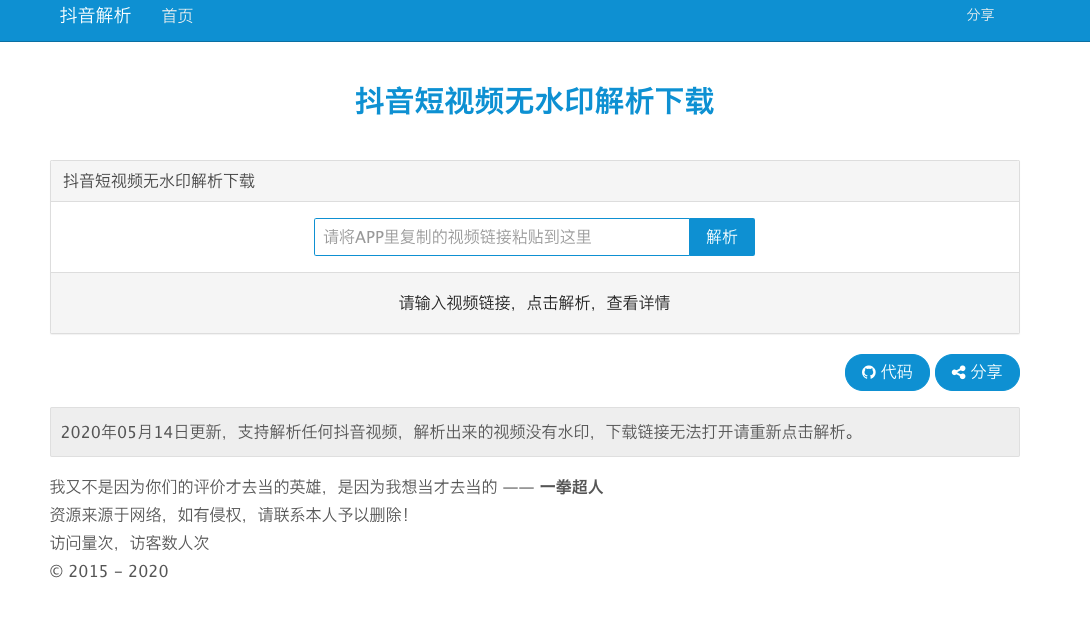 抖音解析 首页 分享
抖音短视频无水印解析下载
抖音短视频无水印解析下载
请将APP里复制的视频链接粘贴到这里 解析
请输入视频链接，点击解析，查看详情
代码 分享
2020年05月14日更新，支持解析任何抖音视频，解析出来的视频没有水印，下载链接无法打开请重新点击解析。
我又不是因为你们的评价才去当的英雄，是因为我想当才去当的 —— 一拳超人
资源来源于网络，如有侵权，请联系本人予以删除！
访问量次，访客数人次
© 2015 – 2020